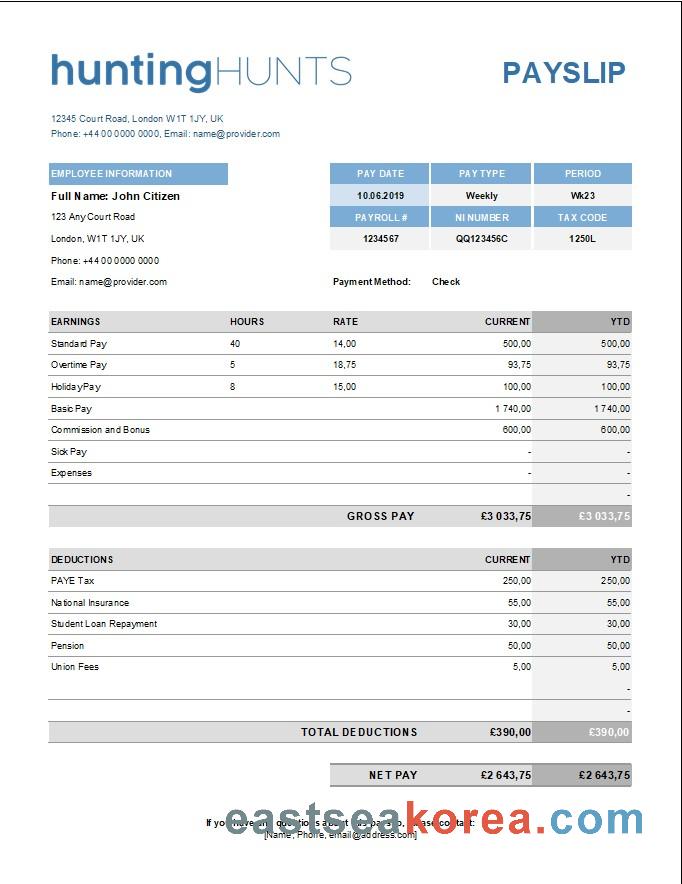 huntingHUNTS PAYSLIP
12345 Court Road, London W1T 1JY, UK
Phone: +44 00 0000 0000, Email: name@provider.com
EMPLOYEE INFORMATION PAY DATE PAY TYPE PERIOD
Full Name: John Citizen 10.06.2019 Weekly Wk23
123 Any Court Road PAYROLL # NI NUMBER TAX CODE
London, W1T 1JY, UK 1234567 QQ123456C 1250L
Phone: +44 00 0000 0000
Email: name@provider.com Payment Method: Check
EARNINGS HOURS RATE CURRENT YTD
Standard Pay 40 14,00 500,00 500,00
Overtime Pay 5 18,75 93,75 93,75
Holiday Pay 8 15,00 100,00 100,00
Basic Pay 1 740,00 1 740,00
Commission and Bonus 600,00 600,00
Sick Pay - -
Expenses - -
-
GROSS PAY £3 033,75 £3 033,75
DEDUCTIONS CURRENT YTD
PAYE Tax 250,00 250,00
National Insurance 55,00 55,00
Student Loan Repayment 30,00 30,00
Pension 50,00 50,00
Union Fees 5,00 5,00
-
-
TOTAL DEDUCTIONS £390,00 £390,00
NET PAY £2 643,75 £2 643,75
If you have any questions about this payslip, please contact:
[Name, Phone, email@address.com]
eastseakorea.com